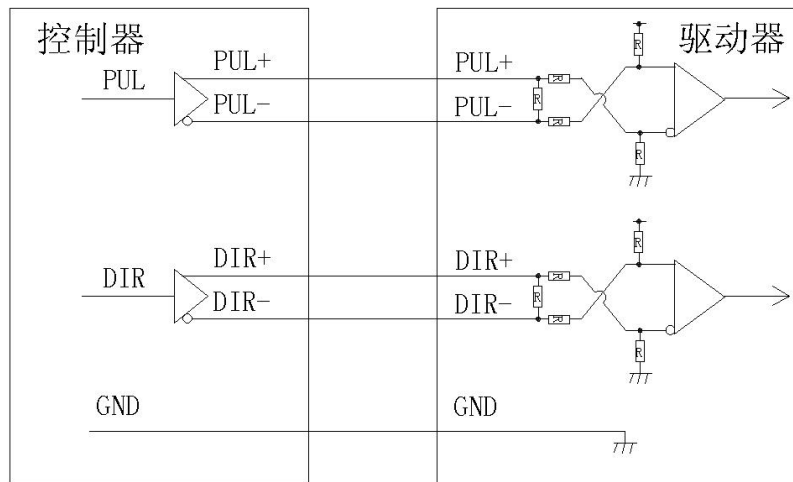 控制器
驱动器
PUL
PUL+
PUL-
PUL+
PUL-
R
R
R
R
R
DIR
DIR+
DIR-
DIR+
DIR-
R
R
R
R
R
GND
GND